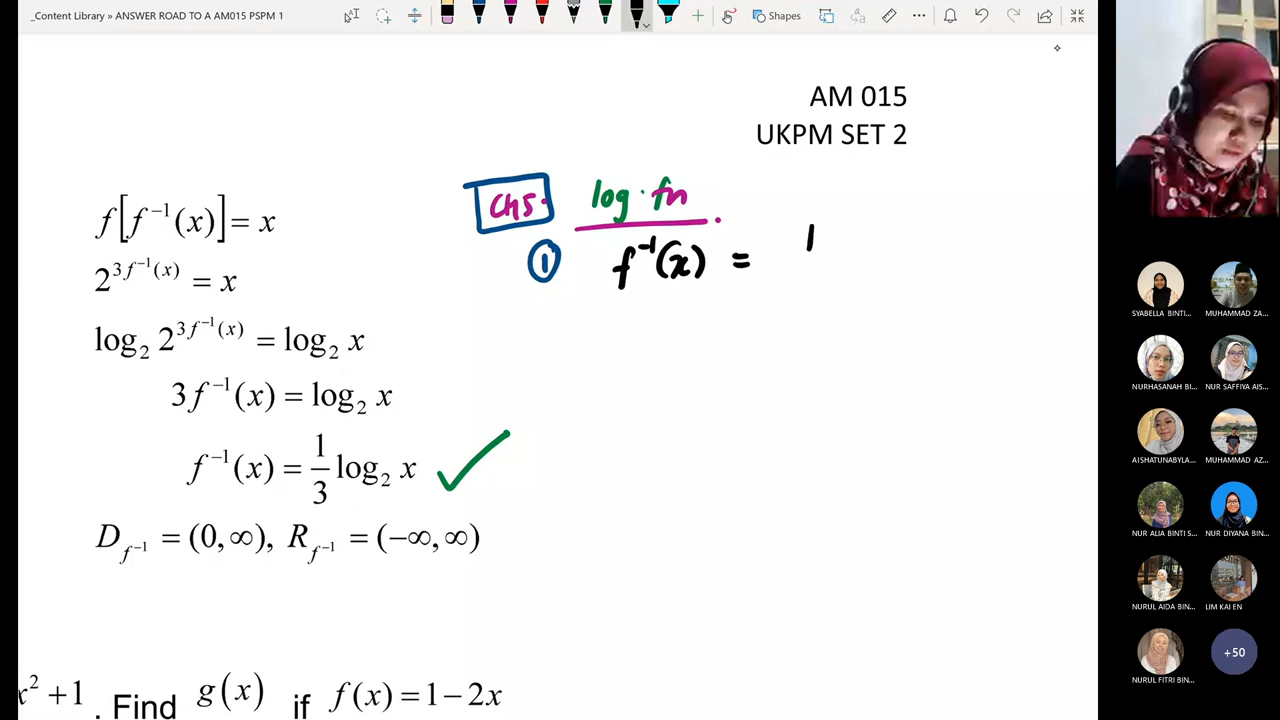 _Content Library » ANSWER ROAD TO A AM015 PSPM 1
Shapes
AM 015
UKPM SET 2
Ch5. log. fn
① f⁻¹(x) = 1
f[f⁻¹(x)] = x
2^{3f⁻¹(x)} = x
log₂ 2^{3f⁻¹(x)} = log₂ x
3f⁻¹(x) = log₂ x
f⁻¹(x) = 1/3 log₂ x ✓
D_{f⁻¹} = (0, ∞), R_{f⁻¹} = (−∞, ∞)
x² + 1 . Find g(x) if f(x) = 1 − 2x
SYABELLA BINTI...
MUHAMMAD ZA...
NURHASANAH BI...
NUR SAFFIYA AIS...
AISHATUNABYLA...
MUHAMMAD AZ...
NUR ALIA BINTI S...
NUR DIYANA BIN...
NURUL AIDA BIN...
LIM KAI EN
NURUL FITRI BIN...
+50